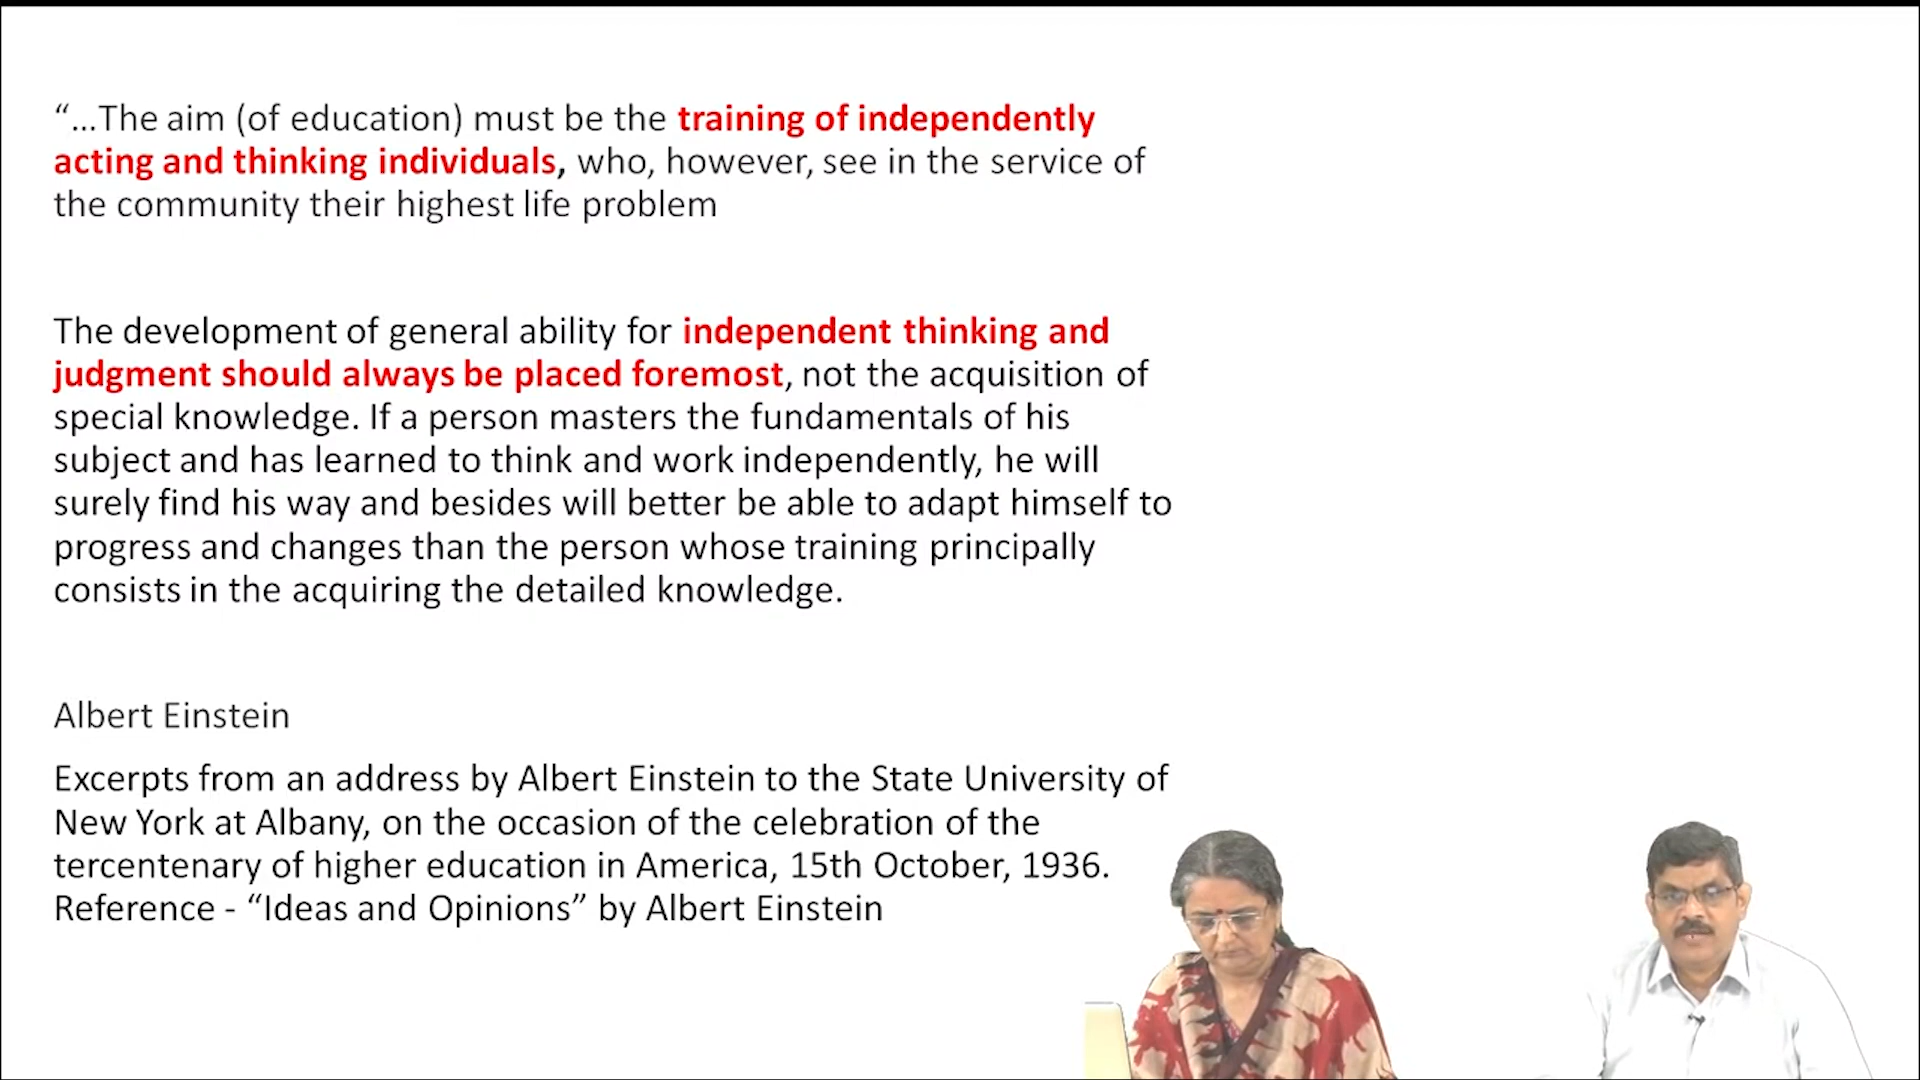 “...The aim (of education) must be the training of independently
acting and thinking individuals, who, however, see in the service of
the community their highest life problem
The development of general ability for independent thinking and
judgment should always be placed foremost, not the acquisition of
special knowledge. If a person masters the fundamentals of his
subject and has learned to think and work independently, he will
surely find his way and besides will better be able to adapt himself to
progress and changes than the person whose training principally
consists in the acquiring the detailed knowledge.
Albert Einstein
Excerpts from an address by Albert Einstein to the State University of
New York at Albany, on the occasion of the celebration of the
tercentenary of higher education in America, 15th October, 1936.
Reference - “Ideas and Opinions” by Albert Einstein